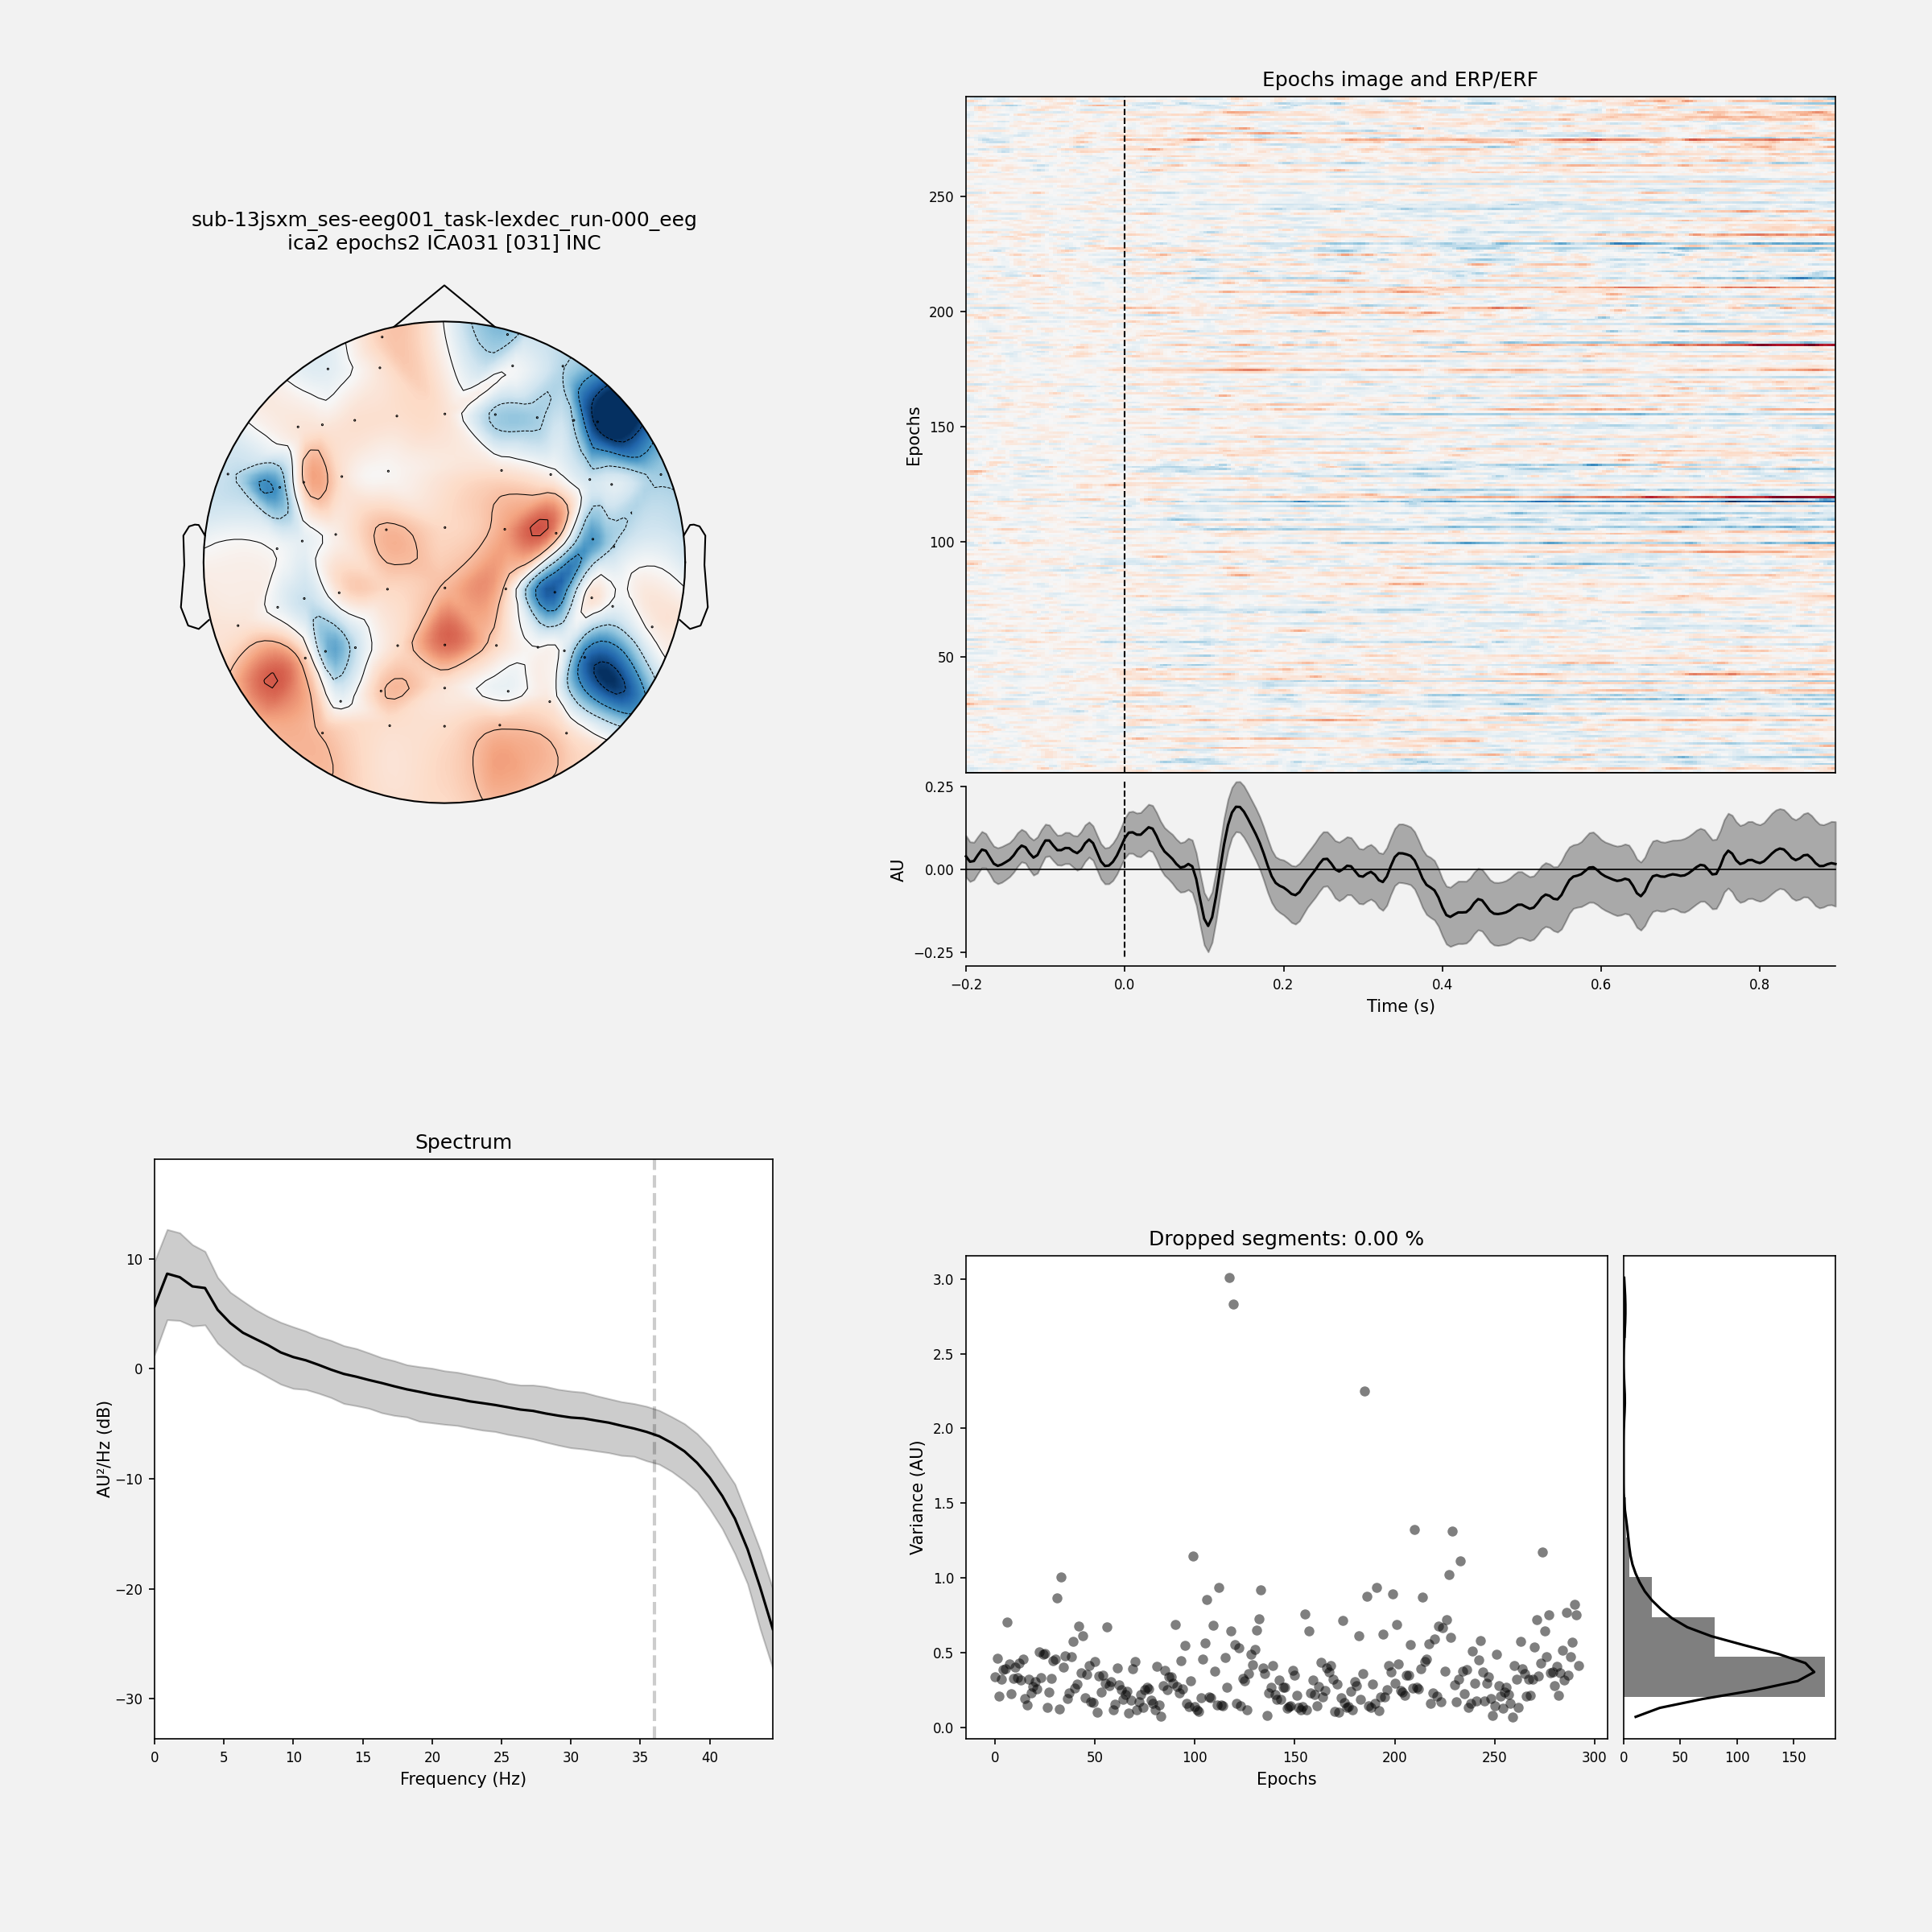 sub-13jsxm_ses-eeg001_task-lexdec_run-000_eeg
ica2 epochs2 ICA031 [031] INC
Epochs image and ERP/ERF
Epochs
250
200
150
100
50
0.25
0.00
−0.25
AU
−0.2 0.0 0.2 0.4 0.6 0.8
Time (s)
Spectrum
AU²/Hz (dB)
10
0
−10
−20
−30
0 5 10 15 20 25 30 35 40
Frequency (Hz)
Dropped segments: 0.00 %
Variance (AU)
3.0
2.5
2.0
1.5
1.0
0.5
0.0
0 50 100 150 200 250 300
Epochs
0 50 100 150